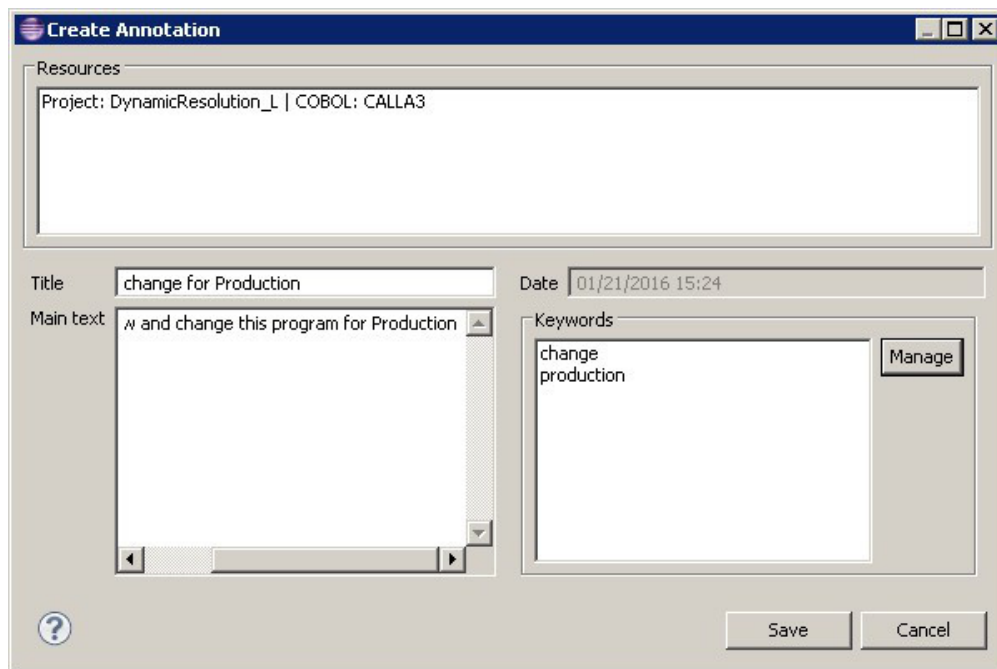 Create Annotation
Resources
Project: DynamicResolution_L | COBOL: CALLA3
Title
change for Production
Date
01/21/2016 15:24
Main text
and change this program for Production
Keywords
change
production
Manage
?
Save
Cancel